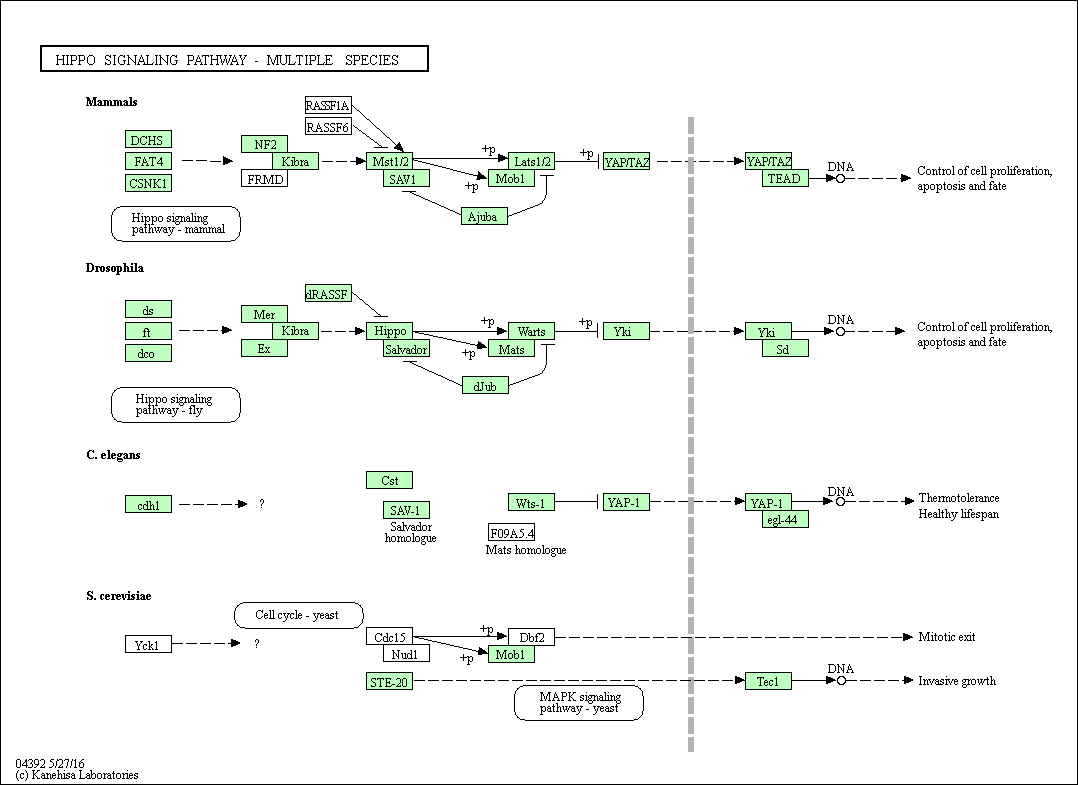 HIPPO SIGNALING PATHWAY - MULTIPLE SPECIES
Mammals
RASSF1A
RASSF6
DCHS
FAT4
CSNK1
NF2
Kibra
FRMD
Mst1/2
SAV1
+p
+p
Lats1/2
Mob1
+p
YAP/TAZ
Ajuba
YAP/TAZ
TEAD
DNA
Control of cell proliferation,
apoptosis and fate
Hippo signaling
pathway - mammal
Drosophila
dRASSF
ds
ft
dco
Mer
Kibra
Ex
Hippo
Salvador
+p
+p
Warts
Mats
+p
Yki
dJub
Yki
Sd
DNA
Control of cell proliferation,
apoptosis and fate
Hippo signaling
pathway - fly
C. elegans
cdh1
?
Cst
SAV-1
Salvador
homologue
Wts-1
F09A5.4
Mats homologue
YAP-1
YAP-1
egl-44
DNA
Thermotolerance
Healthy lifespan
S. cerevisiae
Cell cycle - yeast
Yck1
?
Cdc15
Nud1
+p
+p
Dbf2
Mob1
Mitotic exit
STE-20
MAPK signaling
pathway - yeast
Tec1
DNA
Invasive growth
04392 5/27/16
(c) Kanehisa Laboratories